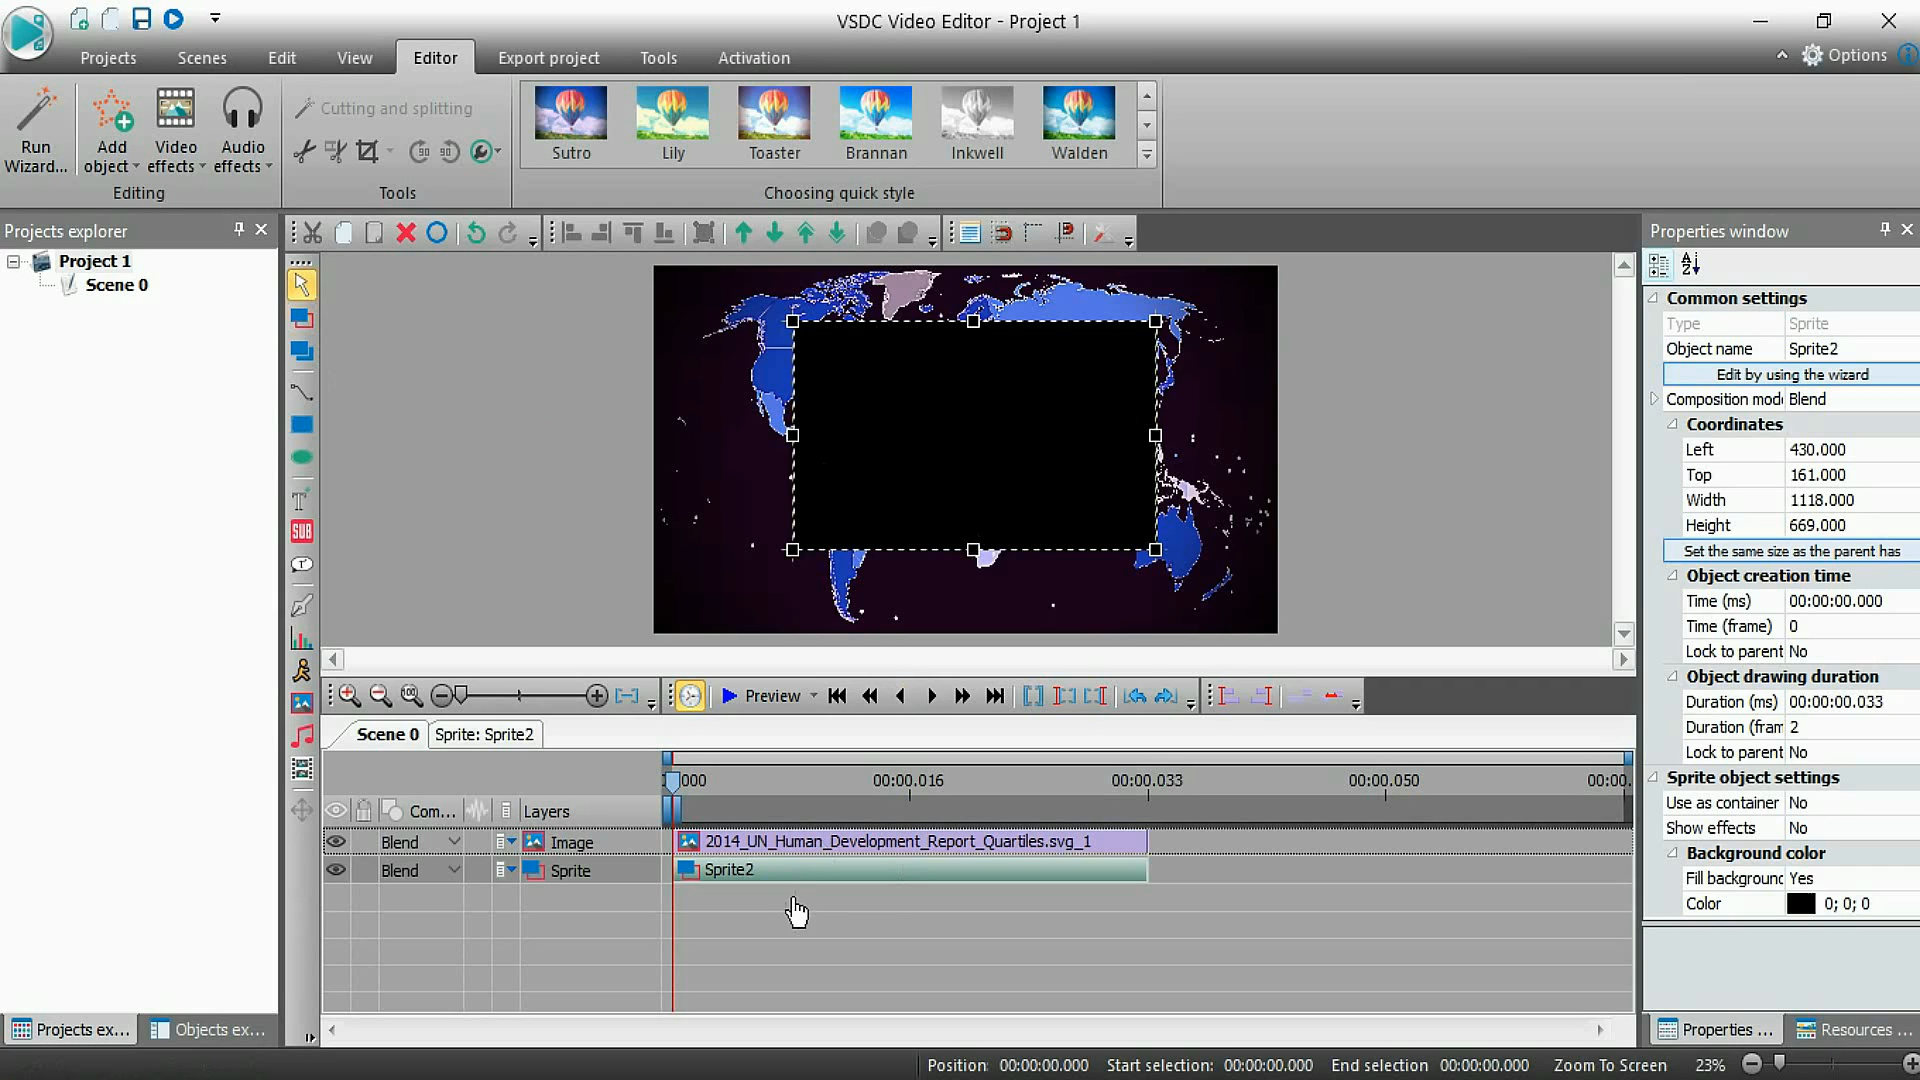 VSDC Video Editor - Project 1
Projects
Scenes
Edit
View
Editor
Export project
Tools
Activation
Options
Run
Wizard...
Add
object
Video
effects
Audio
effects
Editing
Cutting and splitting
90
90
Tools
Sutro
Lily
Toaster
Brannan
Inkwell
Walden
Choosing quick style
Projects explorer
Project 1
Scene 0
Projects ex...
Objects ex...
T
SUB
T
Properties window
Common settings
Type Sprite
Object name Sprite2
Edit by using the wizard
Composition mod Blend
Coordinates
Left 430.000
Top 161.000
Width 1118.000
Height 669.000
Set the same size as the parent has
Object creation time
Time (ms) 00:00:00.000
Time (frame) 0
Lock to parent No
Object drawing duration
Duration (ms) 00:00:00.033
Duration (fram 2
Lock to parent No
Sprite object settings
Use as container No
Show effects No
Background color
Fill background Yes
Color 0; 0; 0
Properties ...
Resources ...
100
Preview
Scene 0
Sprite: Sprite2
000 00:00.016 00:00.033 00:00.050 00:00.
Com... Layers
Blend Image 2014_UN_Human_Development_Report_Quartiles.svg_1
Blend Sprite Sprite2
Position: 00:00:00.000 Start selection: 00:00:00.000 End selection 00:00:00.000 Zoom To Screen 23%